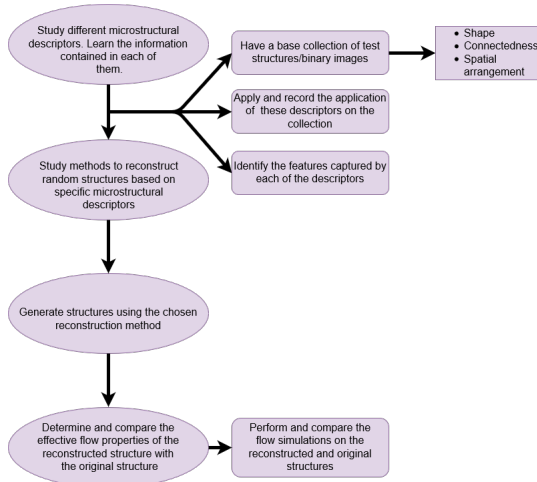 Study different microstructural
descriptors. Learn the information
contained in each of
them.
Have a base collection of test
structures/binary images
• Shape
• Connectedness
• Spatial
arrangement
Apply and record the application
of these descriptors on the
collection
Identify the features captured by
each of the descriptors
Study methods to reconstruct
random structures based on
specific microstructural
descriptors
Generate structures using the chosen
reconstruction method
Determine and compare the
effective flow properties of the
reconstructed structure with
the original structure
Perform and compare the
flow simulations on the
reconstructed and original
structures